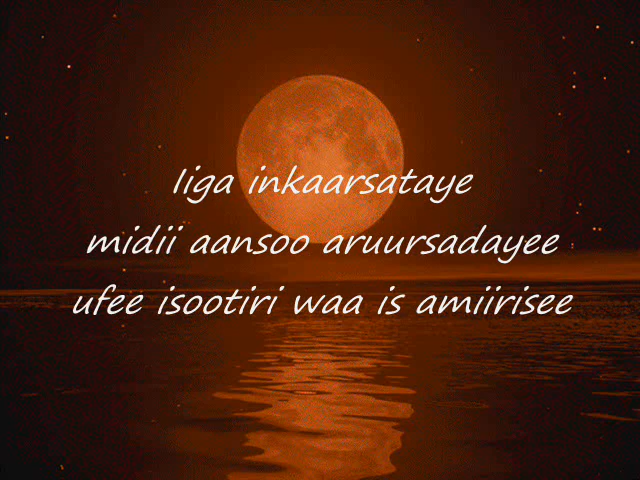 Iiga inkaarsataye
midii aansoo aruursadayee
ufee isootiri waa is amiirisee